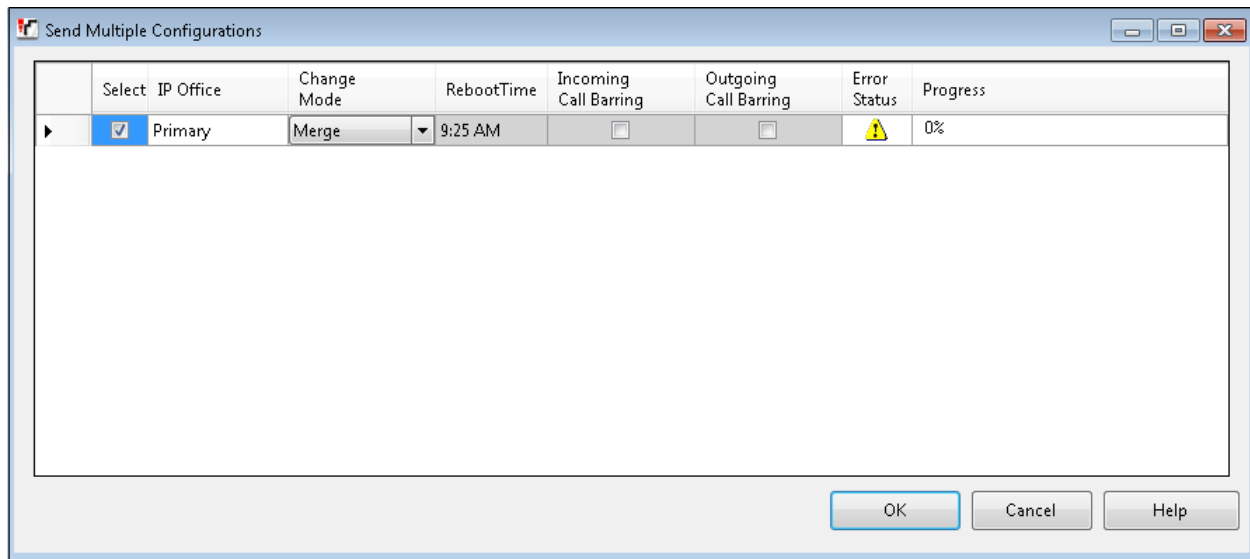 Send Multiple Configurations
Select IP Office Change Mode RebootTime Incoming Call Barring Outgoing Call Barring Error Status Progress
Primary Merge 9:25 AM 0%
OK Cancel Help